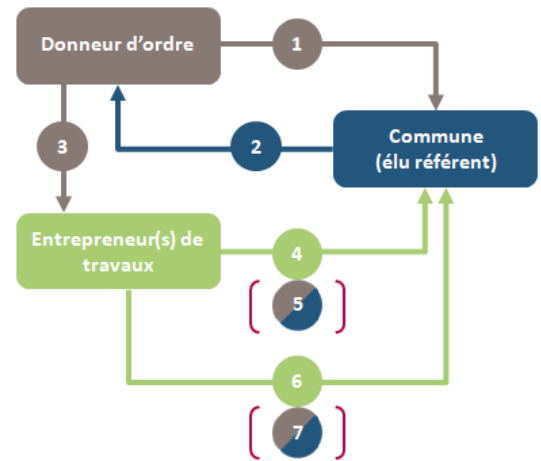 Donneur d'ordre
1
Commune
(élu référent)
2
3
Entrepreneur(s) de
travaux
4
5
6
7